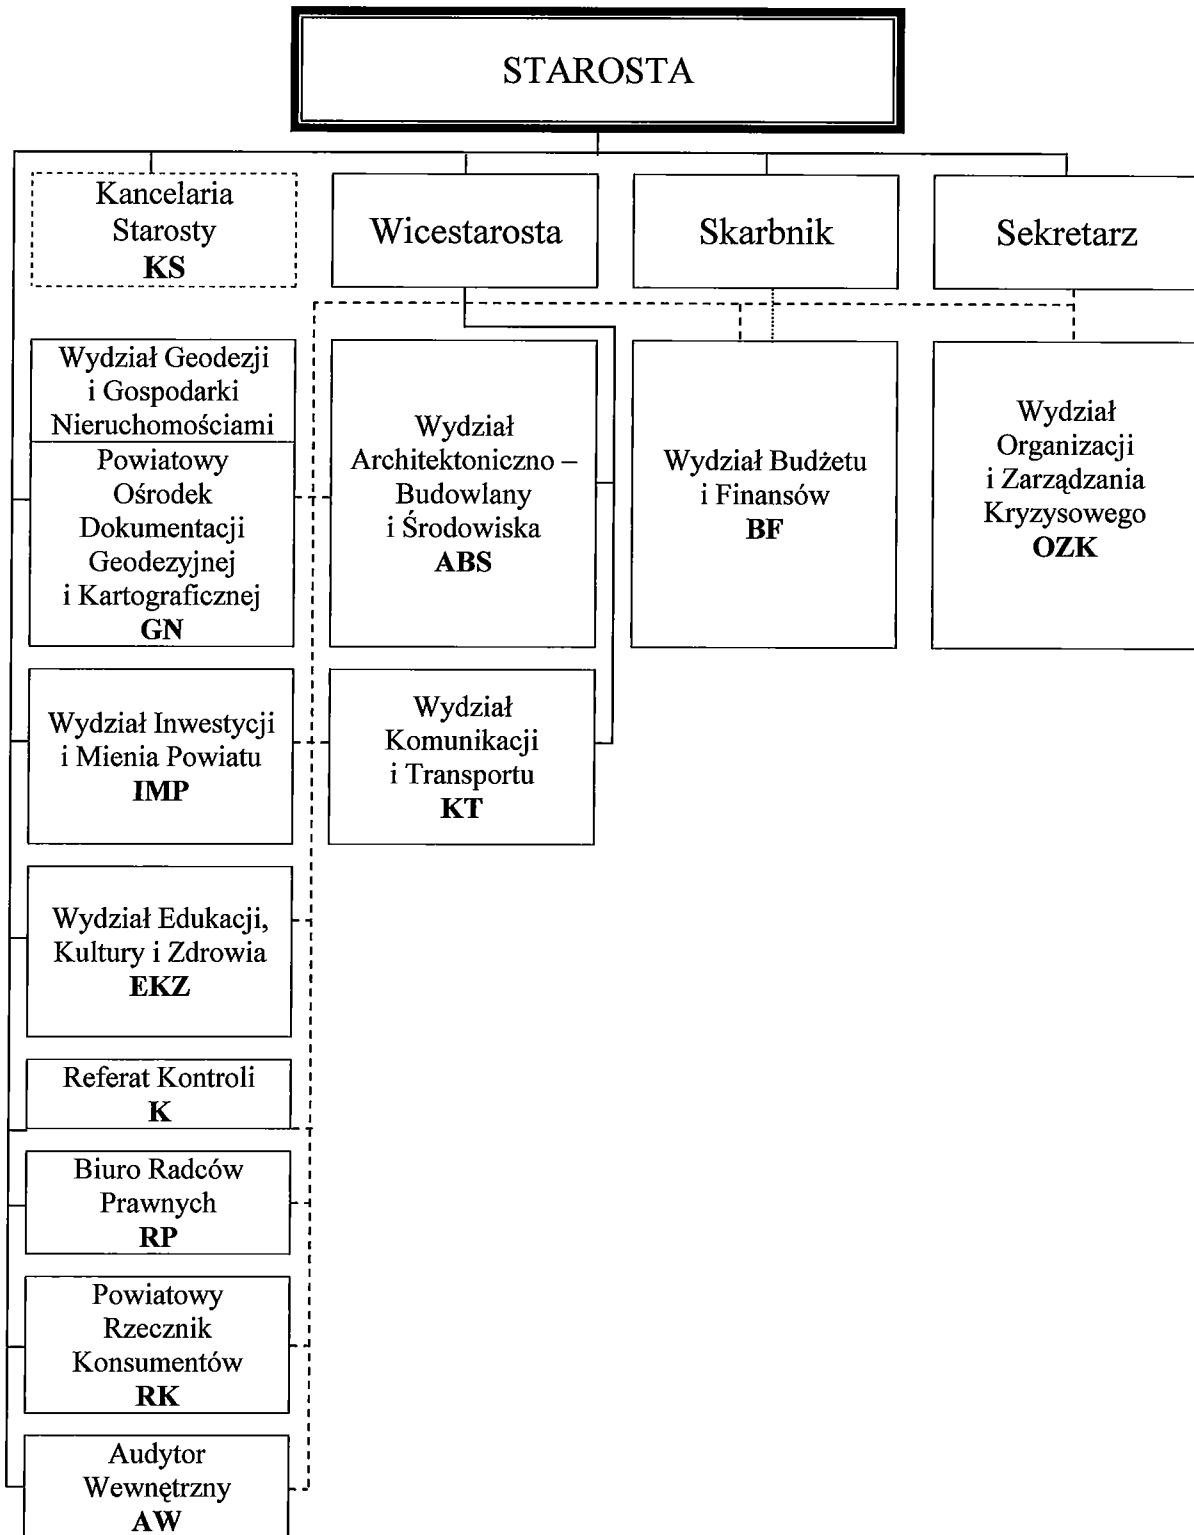 STAROSTA
Kancelaria
Starosty
KS
Wicestarosta
Skarbnik
Sekretarz
Wydział Geodezji
i Gospodarki
Nieruchomościami
Powiatowy
Ośrodek
Dokumentacji
Geodezyjnej
i Kartograficznej
GN
Wydział
Architektoniczno –
Budowlany
i Środowiska
ABS
Wydział Budżetu
i Finansów
BF
Wydział
Organizacji
i Zarządzania
Kryzysowego
OZK
Wydział Inwestycji
i Mienia Powiatu
IMP
Wydział
Komunikacji
i Transportu
KT
Wydział Edukacji,
Kultury i Zdrowia
EKZ
Referat Kontroli
K
Biuro Radców
Prawnych
RP
Powiatowy
Rzecznik
Konsumentów
RK
Audytor
Wewnętrzny
AW